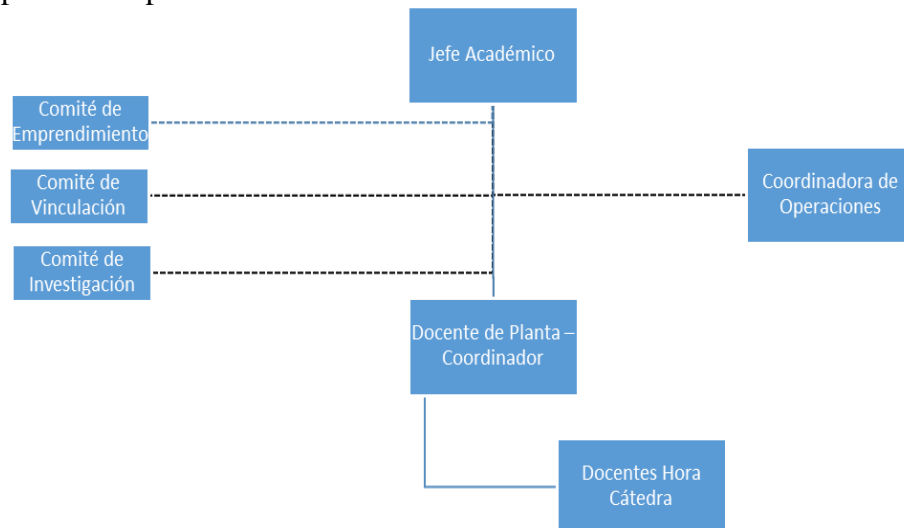 Jefe Académico
Comité de
Emprendimiento
Comité de
Vinculación
Coordinadora de
Operaciones
Comité de
Investigación
Docente de Planta –
Coordinador
Docentes Hora
Cátedra